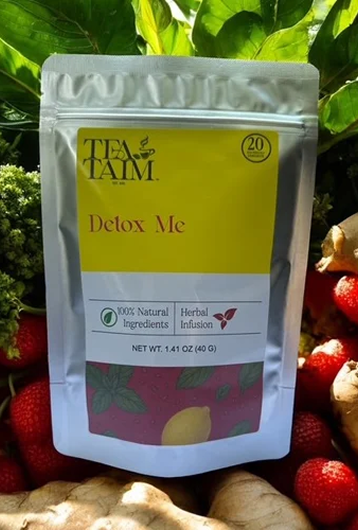 TEA
TAIM
20
Detox Me
100% Natural
Ingredients
Herbal
Infusion
NET WT. 1.41 OZ (40 G)